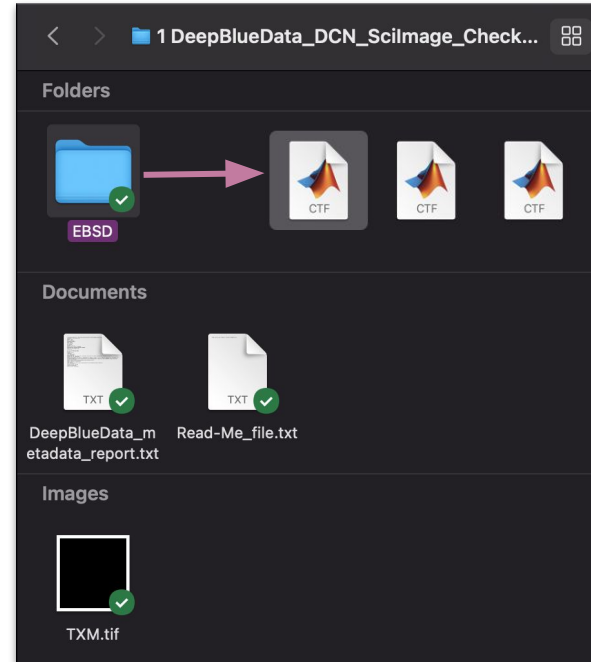 1 DeepBlueData_DCN_SciImage_Check...
Folders
CTF
CTF
CTF
EBSD
Documents
TXT
TXT
DeepBlueData_m
etadata_report.txt
Read-Me_file.txt
Images
TXM.tif